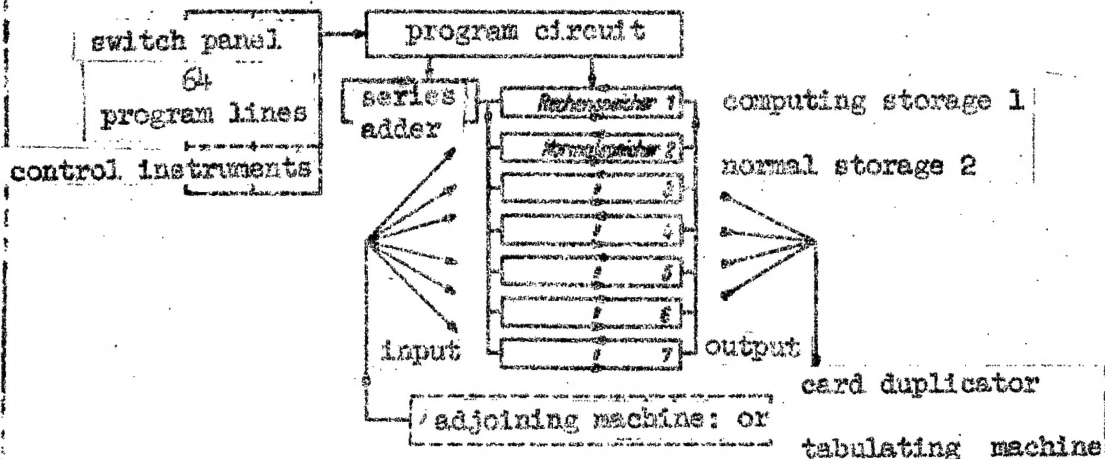 switch panel
program circuit
64
program lines
series
adder
Rechenspeicher 1
computing storage 1
Normalspeicher 2
normal storage 2
control instruments
" 3
" 4
" 5
" 6
" 7
input
output
card duplicator
adjoining machine: or
tabulating machine